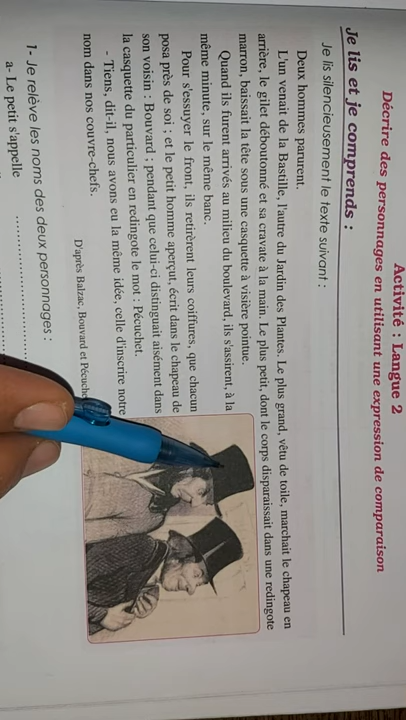 Activité : Langue 2
Décrire des personnages en utilisant une expression de comparaison
Je lis et je comprends :
Je lis silencieusement le texte suivant :
Deux hommes parurent.
L'un venait de la Bastille, l'autre du Jardin des Plantes. Le plus grand, vêtu de toile, marchait le chapeau en
arrière, le gilet déboutonné et sa cravate à la main. Le plus petit, dont le corps disparaissait dans une redingote
marron, baissait la tête sous une casquette à visière pointue.
Quand ils furent arrivés au milieu du boulevard, ils s'assirent, à la
même minute, sur le même banc.
Pour s'essuyer le front, ils retirèrent leurs coiffures, que chacun
posa près de soi ; et le petit homme aperçut, écrit dans le chapeau de
son voisin : Bouvard ; pendant que celui-ci distinguait aisément dans
la casquette du particulier en redingote le mot : Pécuchet.
- Tiens, dit-il, nous avons eu la même idée, celle d'inscrire notre
nom dans nos couvre-chefs.
D'après Balzac, Bouvard et
1- Je relève les noms des deux personnages :
a- Le petit s'appelle